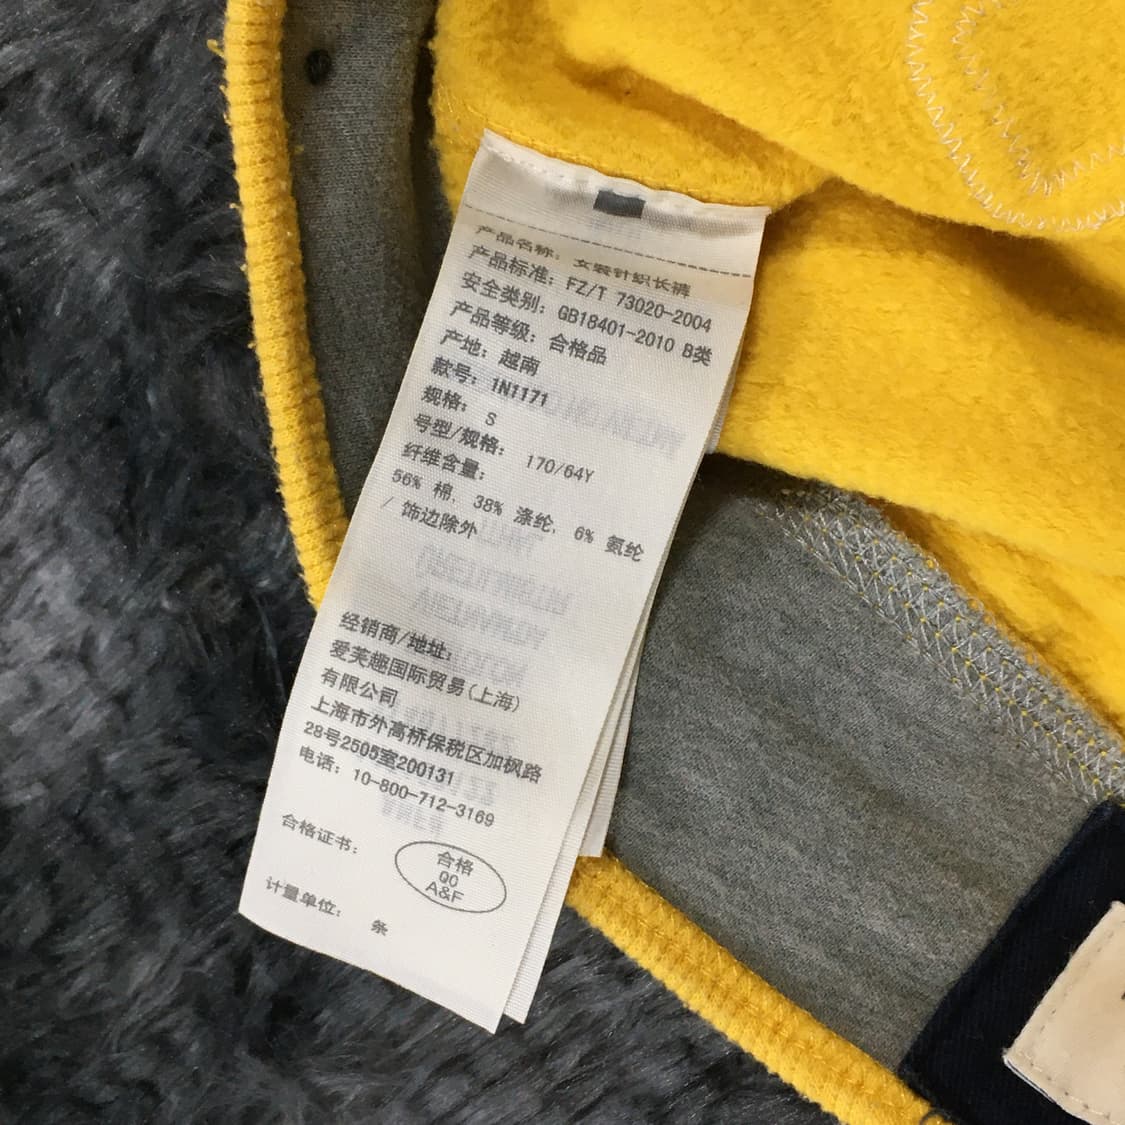 产品名称：女装针织长裤
产品标准：FZ/T 73020-2004
安全类别：GB18401-2010 B类
产品等级：合格品
产地：越南
款号：1N1171
规格： S
号型/规格： 170/64Y
纤维含量：
56% 棉, 38% 涤纶, 6% 氨纶
/ 饰边除外
经销商/地址：
爱芙趣国际贸易(上海)
有限公司
上海市外高桥保税区加枫路
28号2505室200131
电话：10-800-712-3169
合格证书：
合格
QC
A&F
计量单位： 条